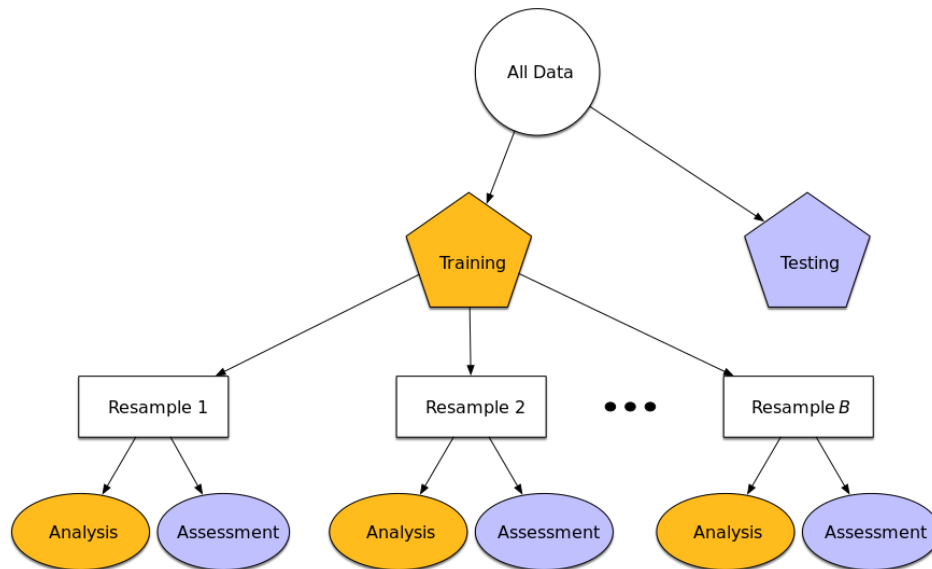 All Data
Training
Testing
Resample 1
Resample 2
Resample B
Analysis
Assessment
Analysis
Assessment
Analysis
Assessment